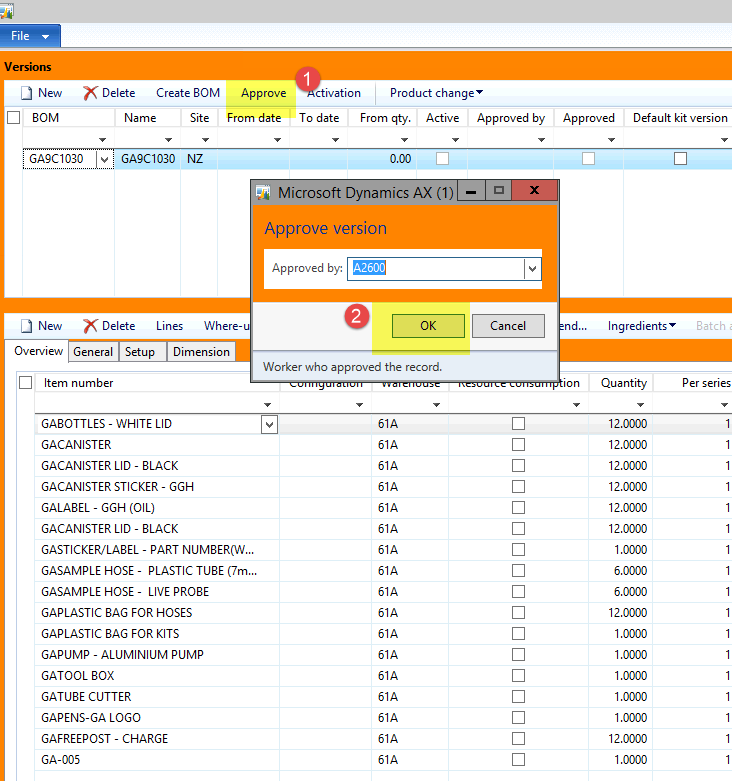 File
Versions
New Delete Create BOM Approve Activation Product change
1
BOM Name Site From date To date From qty. Active Approved by Approved Default kit version
GA9C1030 GA9C1030 NZ 0.00
Microsoft Dynamics AX (1)
Approve version
Approved by: A2600
2
OK Cancel
Worker who approved the record.
New Delete Lines Where-u end... Ingredients Batch a
Overview General Setup Dimension
Item number Configuration Warehouse Resource consumption Quantity Per series
GABOTTLES - WHITE LID 61A 12.0000 1
GACANISTER 61A 12.0000 1
GACANISTER LID - BLACK 61A 12.0000 1
GACANISTER STICKER - GGH 61A 12.0000 1
GALABEL - GGH (OIL) 61A 12.0000 1
GACANISTER LID - BLACK 61A 12.0000 1
GASTICKER/LABEL - PART NUMBER(W... 61A 1.0000 1
GASAMPLE HOSE - PLASTIC TUBE (7m... 61A 6.0000 1
GASAMPLE HOSE - LIVE PROBE 61A 6.0000 1
GAPLASTIC BAG FOR HOSES 61A 12.0000 1
GAPLASTIC BAG FOR KITS 61A 1.0000 1
GAPUMP - ALUMINIUM PUMP 61A 1.0000 1
GATOOL BOX 61A 1.0000 1
GATUBE CUTTER 61A 1.0000 1
GAPENS-GA LOGO 61A 1.0000 1
GAFREEPOST - CHARGE 61A 12.0000 1
GA-005 61A 1.0000 1